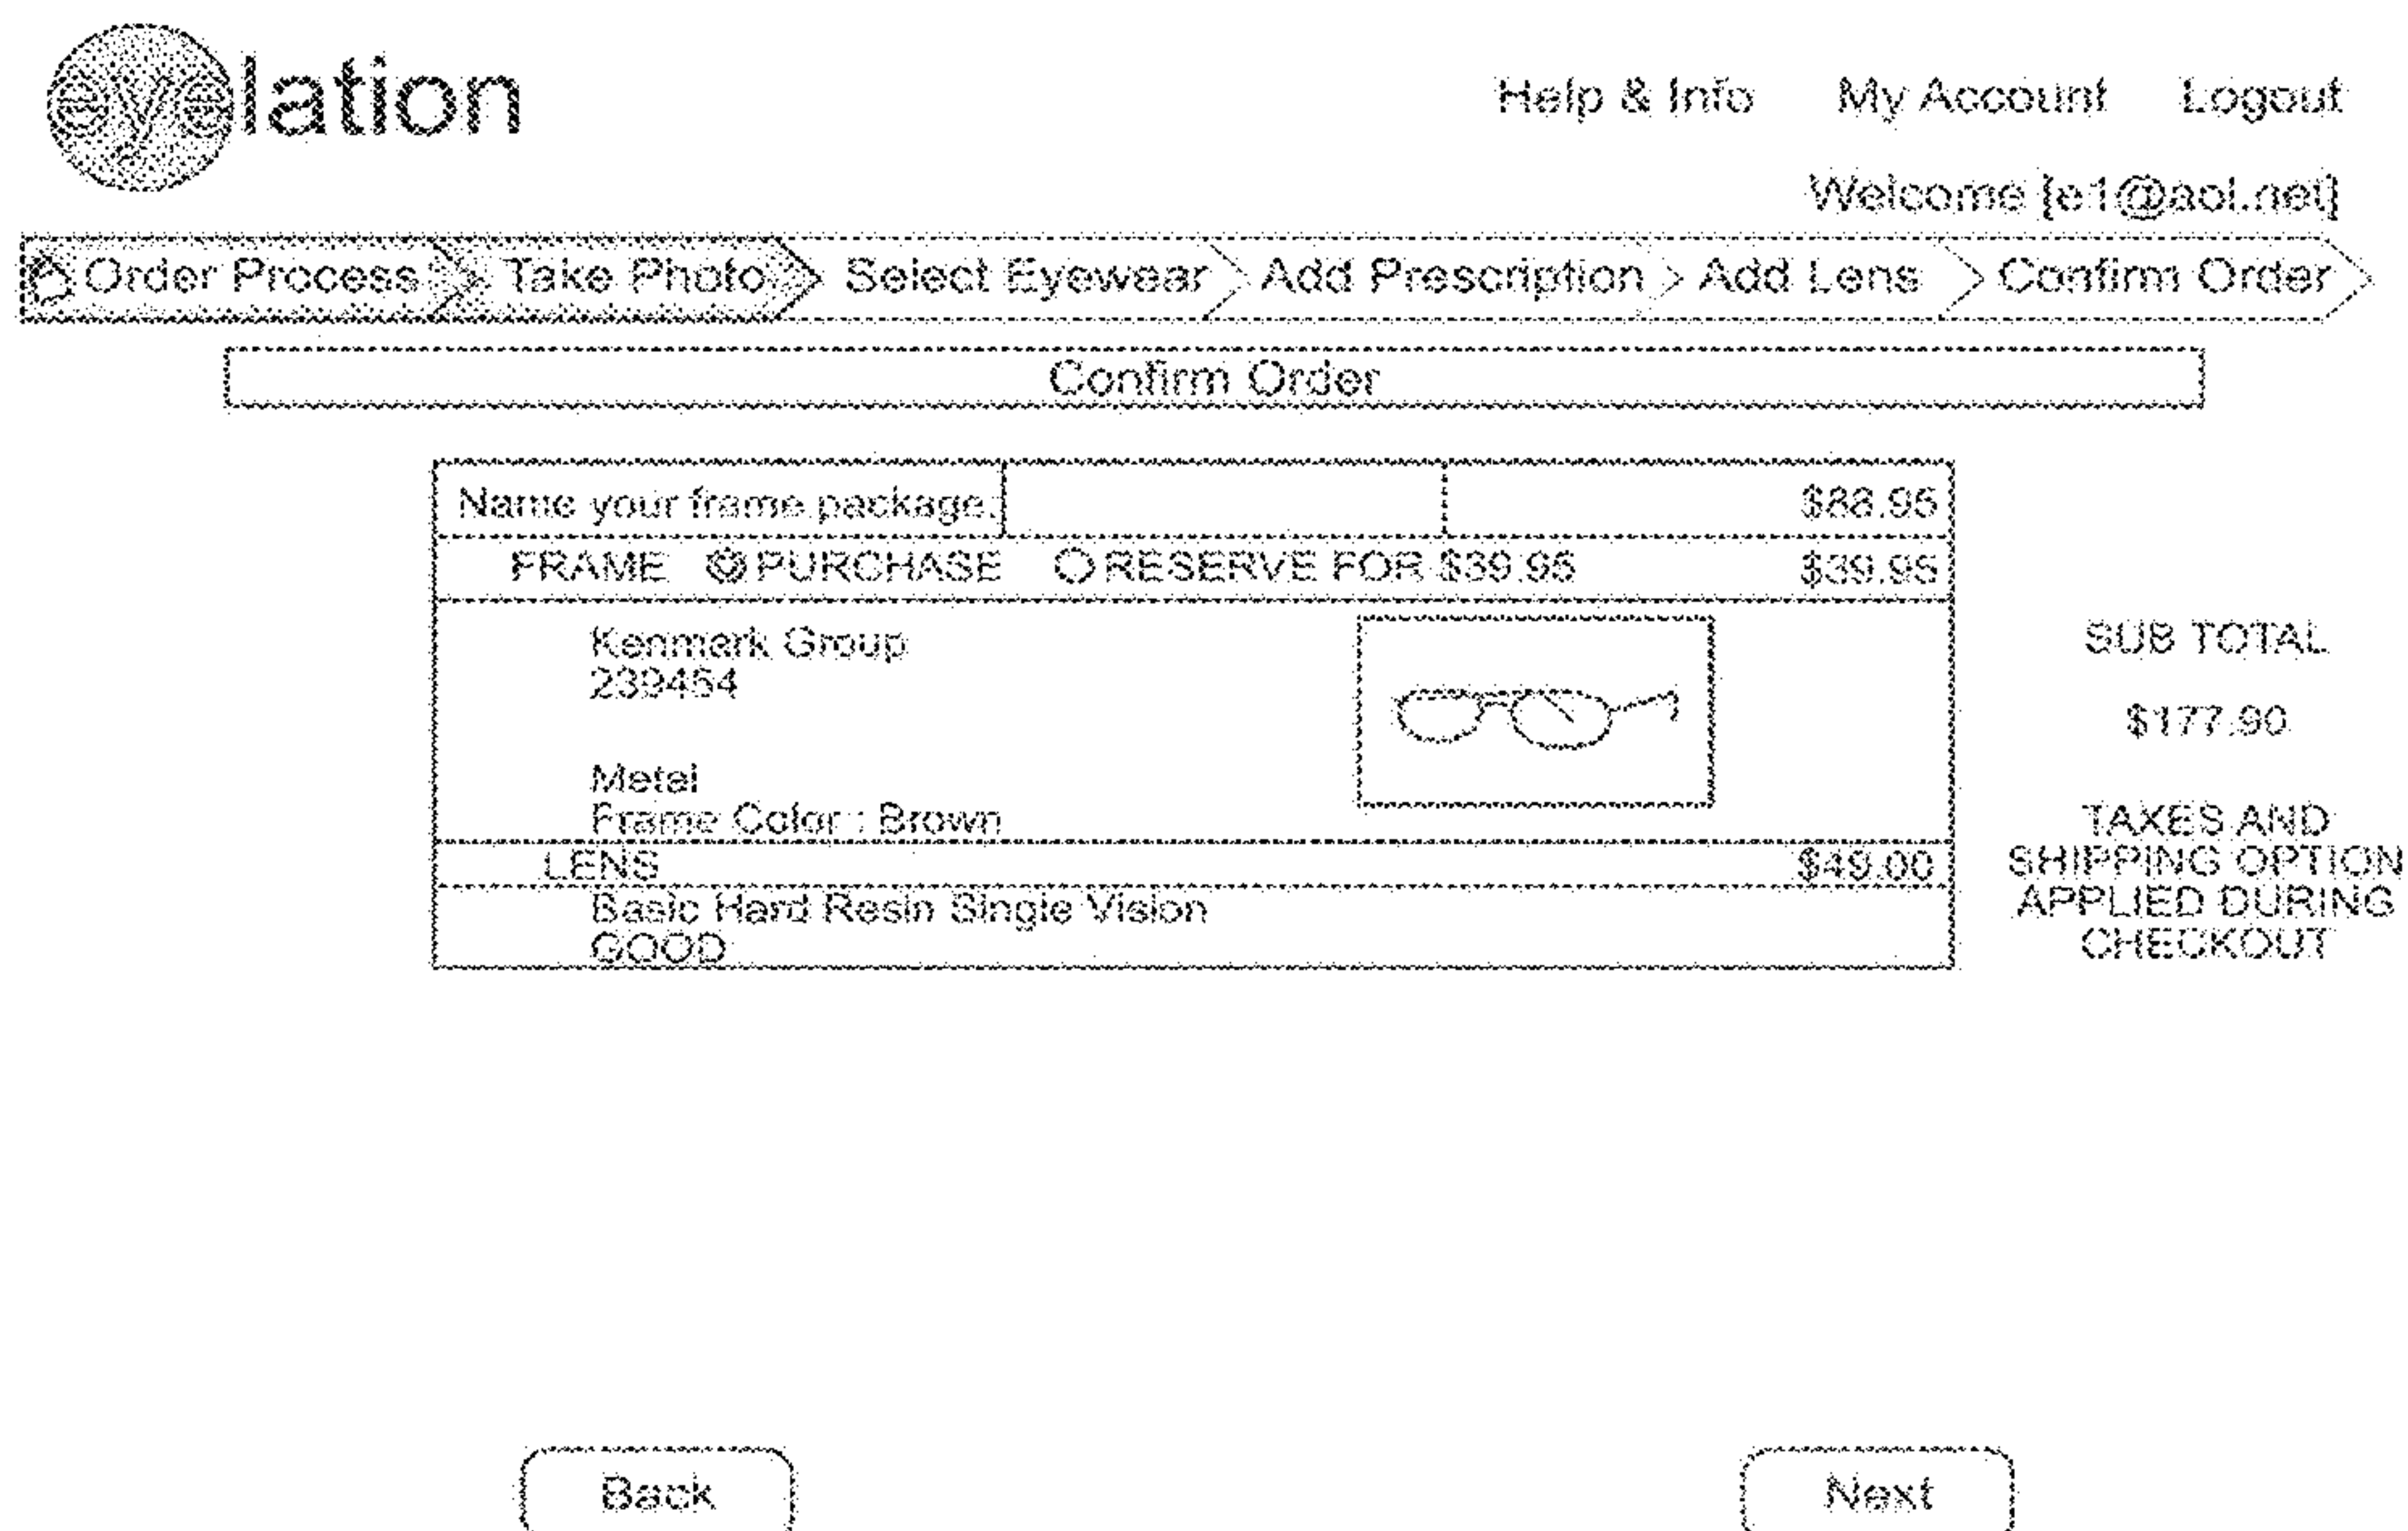 eyelation
Help & Info My Account Logout
Welcome [e1@aol.net]
Order Process Take Photo Select Eyewear Add Prescription Add Lens Confirm Order
Confirm Order
Name your frame package: $88.95
FRAME PURCHASE RESERVE FOR $39.95 $39.95
Kenmark Group
239454
SUB TOTAL
$177.90
Metal
Frame Color : Brown
LENS $49.00
Basic Hard Resin Single Vision
GOOD
TAXES AND
SHIPPING OPTION
APPLIED DURING
CHECKOUT
Back Next